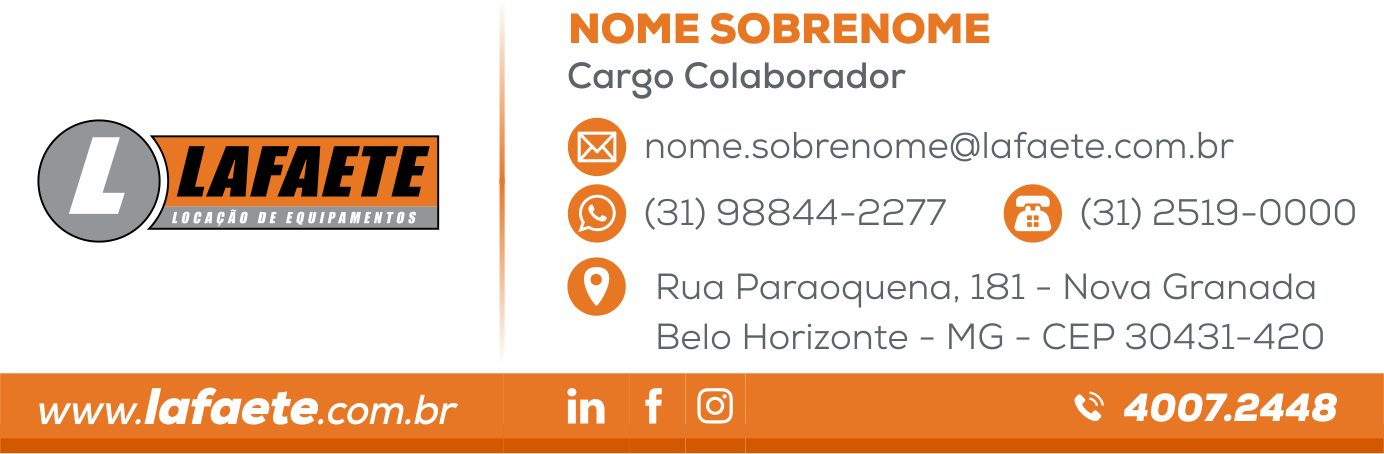 L LAFAETE
LOCAÇÃO DE EQUIPAMENTOS
NOME SOBRENOME
Cargo Colaborador
nome.sobrenome@lafaete.com.br
(31) 98844-2277 (31) 2519-0000
Rua Paraoquena, 181 - Nova Granada
Belo Horizonte - MG - CEP 30431-420
www.lafaete.com.br in f 4007.2448